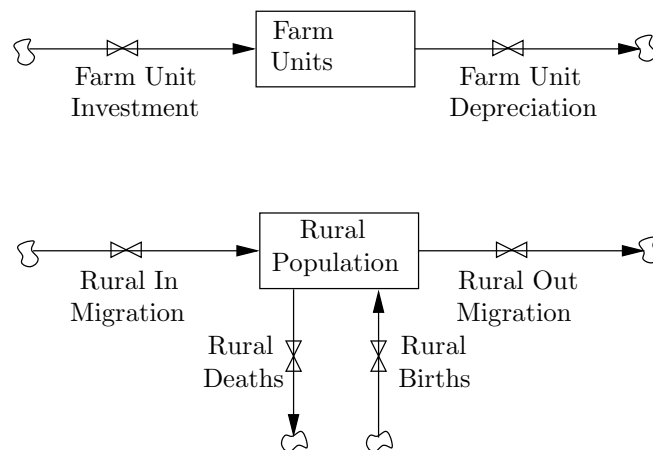 Farm
Units
Farm Unit
Investment
Farm Unit
Depreciation
Rural
Population
Rural In
Migration
Rural Out
Migration
Rural
Deaths
Rural
Births